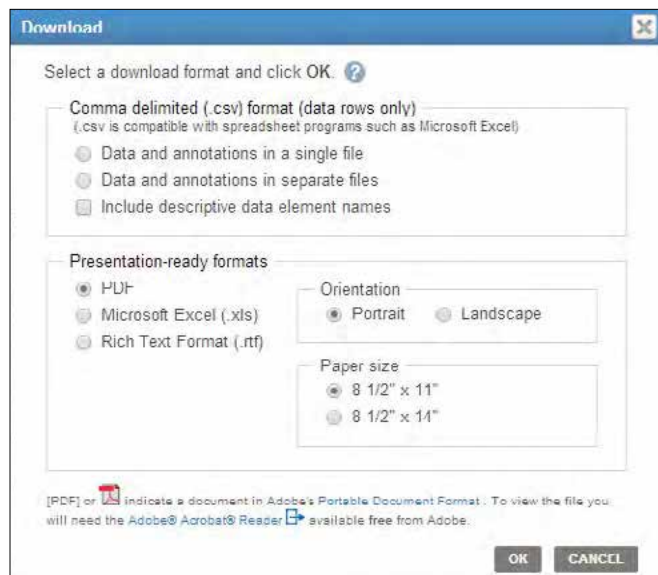 Download
Select a download format and click OK.
Comma delimited (.csv) format (data rows only)
(.csv is compatible with spreadsheet programs such as Microsoft Excel)
Data and annotations in a single file
Data and annotations in separate files
Include descriptive data element names
Presentation-ready formats
PDF
Microsoft Excel (.xls)
Rich Text Format (.rtf)
Orientation
Portrait Landscape
Paper size
8 1/2" x 11"
8 1/2" x 14"
[PDF] or indicate a document in Adobe's Portable Document Format . To view the file you
will need the Adobe® Acrobat® Reader available free from Adobe.
OK CANCEL